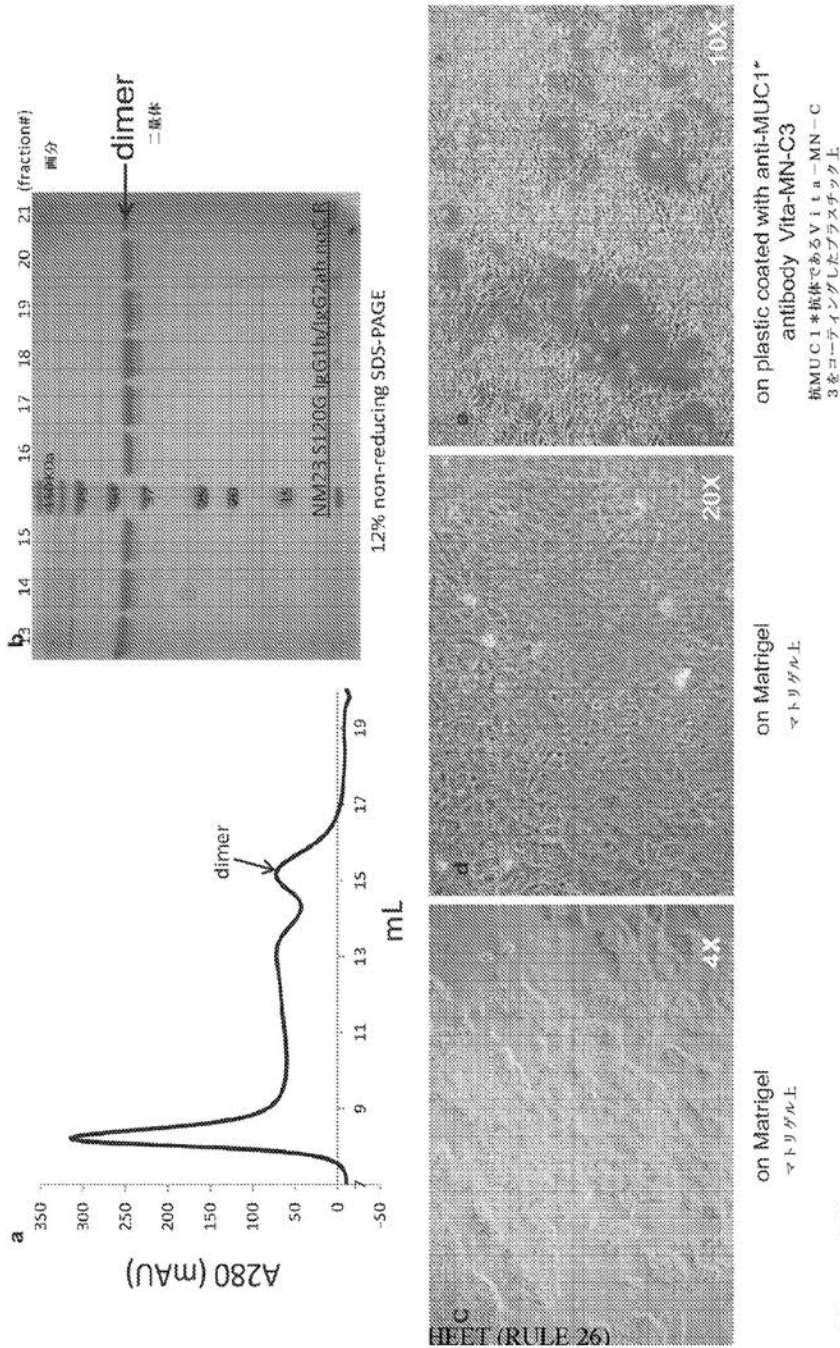 a
350
300
250
200
150
100
50
0
-50
A280 (mAU)
7
9
11
13
15
17
19
mL
dimer
b
13
14
15
16
17
18
19
20
21
(fraction#)
画分
dimer
二量体
NM23 S120G
12% non-reducing SDS-PAGE
c
4X
on Matrigel
マトリゲル上
d
20X
on Matrigel
マトリゲル上
e
10X
on plastic coated with anti-MUC1*
antibody Vita-MN-C3
抗MUC1*抗体であるVita-MN-C
3をコーティングしたプラスチック上
HEET (RULE 26)